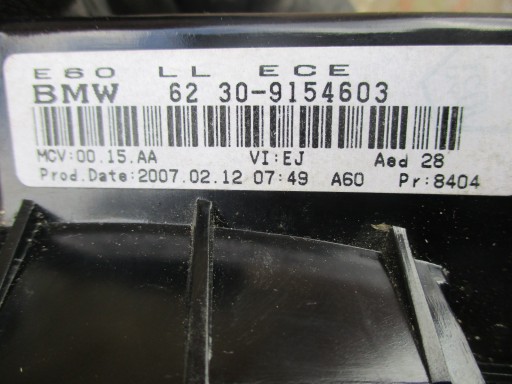 E60 LL ECE
BMW 62 30-9154603
MCV:00.15.AA VI:EJ Aed 28
Prod.Date:2007.02.12 07:49 A60 Pr:8404